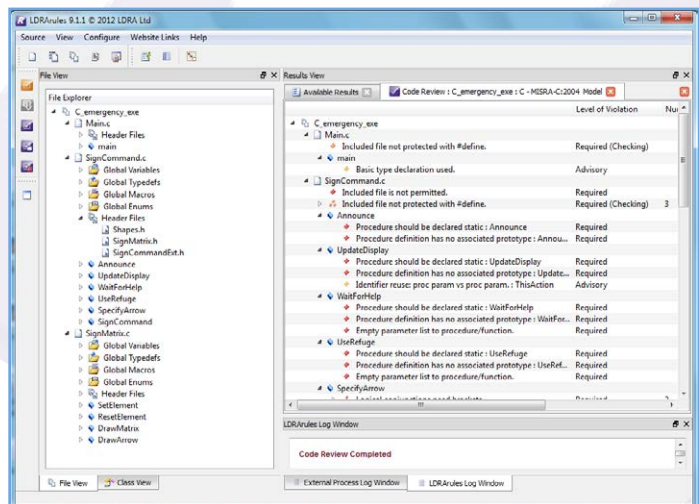 LDRArules 9.1.1 © 2012 LDRA Ltd
Source View Configure Website Links Help
File View
File Explorer
C_emergency_exe
Main.c
Header Files
main
SignCommand.c
Global Variables
Global Typedefs
Global Macros
Global Enums
Header Files
Shapes.h
SignMatrix.h
SignCommandExt.h
Announce
UpdateDisplay
WaitForHelp
UseRefuge
SpecifyArrow
SignCommand
SignMatrix.c
Global Variables
Global Typedefs
Global Macros
Global Enums
Header Files
SetElement
ResetElement
DrawMatrix
DrawArrow
File View Class View
Results View
Available Results Code Review : C_emergency_exe : C - MISRA-C:2004 Model
Level of Violation
C_emergency_exe
Main.c
Included file not protected with #define. Required (Checking)
main
Basic type declaration used. Advisory
SignCommand.c
Included file is not permitted. Required
Included file not protected with #define. Required (Checking) 3
Announce
Procedure should be declared static : Announce Required
Procedure definition has no associated prototype : Annou... Required
UpdateDisplay
Procedure should be declared static : UpdateDisplay Required
Procedure definition has no associated prototype : Update... Required
Identifier reuse: proc param vs proc param. : ThisAction Advisory
WaitForHelp
Procedure should be declared static : WaitForHelp Required
Procedure definition has no associated prototype : WaitFor... Required
Empty parameter list to procedure/function. Required
UseRefuge
Procedure should be declared static : UseRefuge Required
Procedure definition has no associated prototype : UseRef... Required
Empty parameter list to procedure/function. Required
SpecifyArrow
LDRArules Log Window
Code Review Completed
External Process Log Window LDRArules Log Window